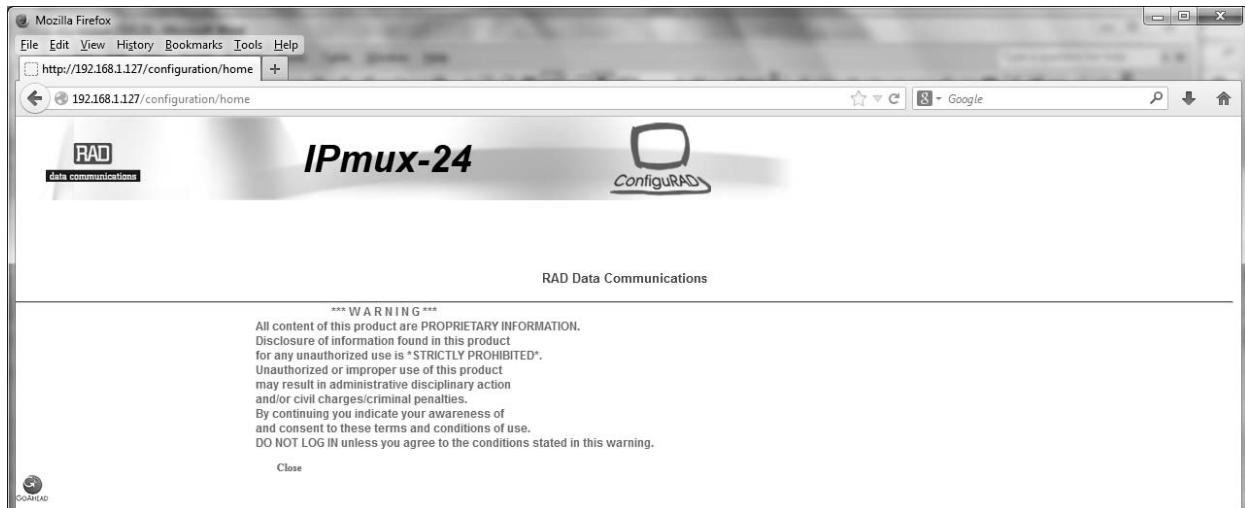 Mozilla Firefox
File Edit View History Bookmarks Tools Help
http://192.168.1.127/configuration/home +
192.168.1.127/configuration/home
Google
RAD
data communications
IPmux-24
ConfiguRAD
RAD Data Communications
*** W A R N I N G ***
All content of this product are PROPRIETARY INFORMATION.
Disclosure of information found in this product
for any unauthorized use is *STRICTLY PROHIBITED*.
Unauthorized or improper use of this product
may result in administrative disciplinary action
and/or civil charges/criminal penalties.
By continuing you indicate your awareness of
and consent to these terms and conditions of use.
DO NOT LOG IN unless you agree to the conditions stated in this warning.
Close
GOAHEAD